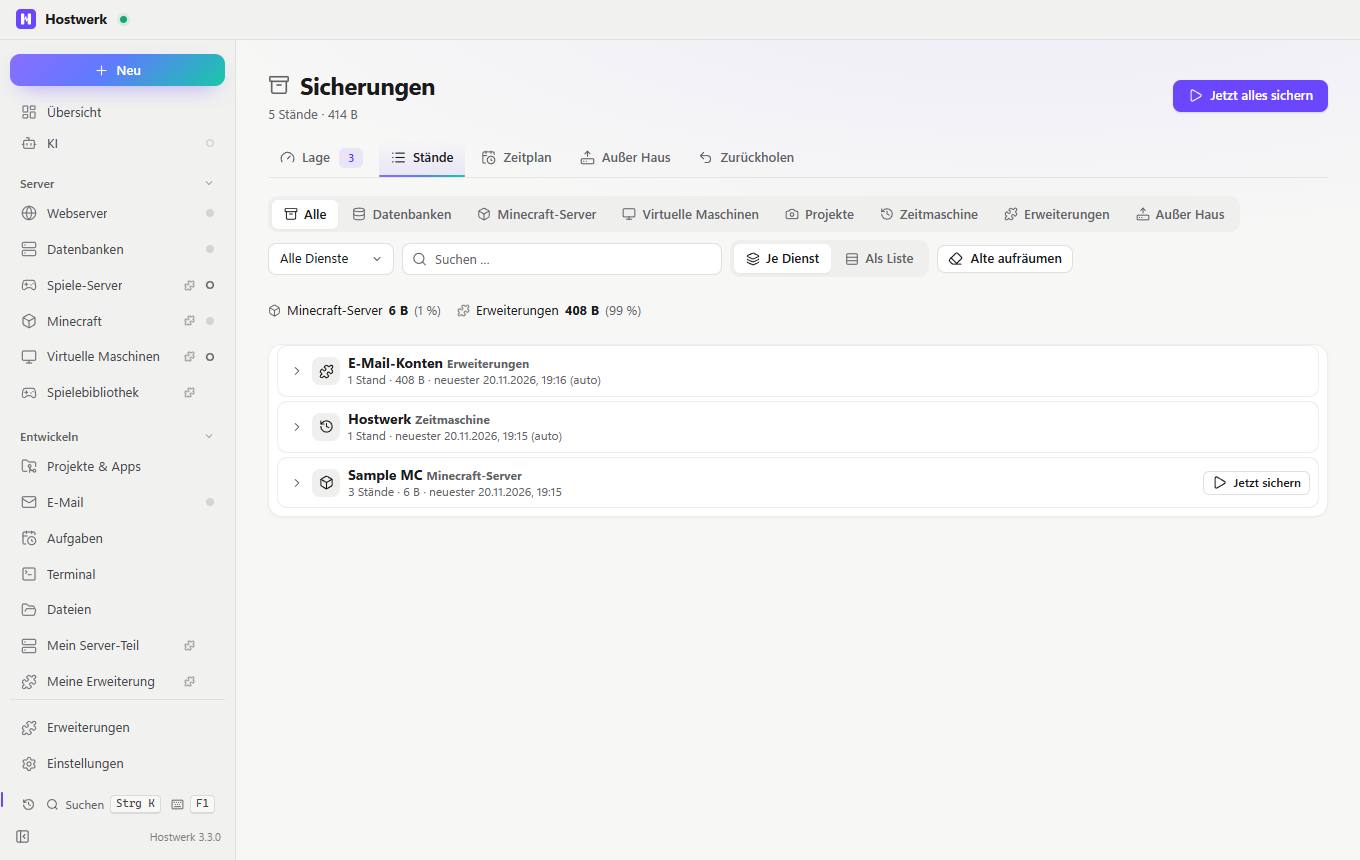 Hostwerk
Neu
Übersicht
KI
Server
Webserver
Datenbanken
Spiele-Server
Minecraft
Virtuelle Maschinen
Spielebibliothek
Entwickeln
Projekte & Apps
E-Mail
Aufgaben
Terminal
Dateien
Mein Server-Teil
Meine Erweiterung
Erweiterungen
Einstellungen
Suchen Strg K F1
Hostwerk 3.3.0
Sicherungen
5 Stände · 414 B
Jetzt alles sichern
Lage 3 Stände Zeitplan Außer Haus Zurückholen
Alle Datenbanken Minecraft-Server Virtuelle Maschinen Projekte Zeitmaschine Erweiterungen Außer Haus
Alle Dienste Suchen ... Je Dienst Als Liste Alte aufräumen
Minecraft-Server 6 B (1 %) Erweiterungen 408 B (99 %)
E-Mail-Konten Erweiterungen
1 Stand · 408 B · neuester 20.11.2026, 19:16 (auto)
Hostwerk Zeitmaschine
1 Stand · neuester 20.11.2026, 19:15 (auto)
Sample MC Minecraft-Server
3 Stände · 6 B · neuester 20.11.2026, 19:15
Jetzt sichern